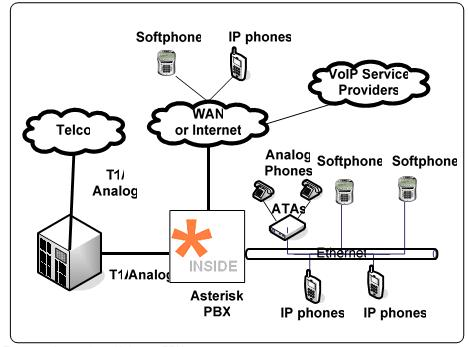 Softphone
IP phones
VoIP Service
Providers
WAN
or Internet
Telco
T1/
Analog
Analog
Phones
Softphone
Softphone
ATAs
INSIDE
Ethernet
T1/Analog
Asterisk
PBX
IP phones
IP phones